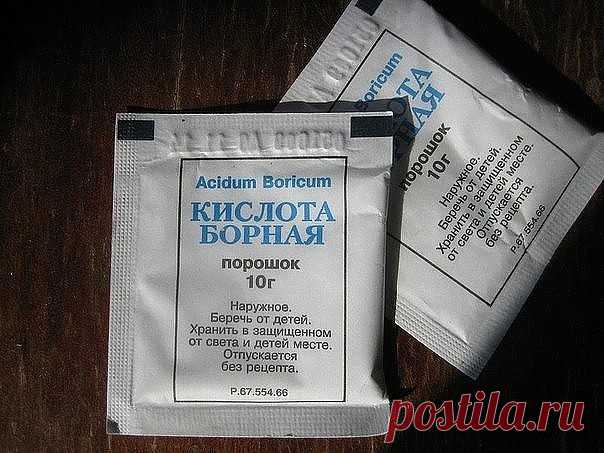 Acidum Boricum
КИСЛОТА
БОРНАЯ
порошок
10г
Наружное.
Беречь от детей.
Хранить в защищенном
от света и детей месте.
Отпускается
без рецепта.
Р.67.554.66
Boricum
порошок
10г
Наружное.
Беречь от детей.
Хранить в защищенном
от света и детей месте.
Отпускается
без рецепта.
Р.67.554.66
postila.ru